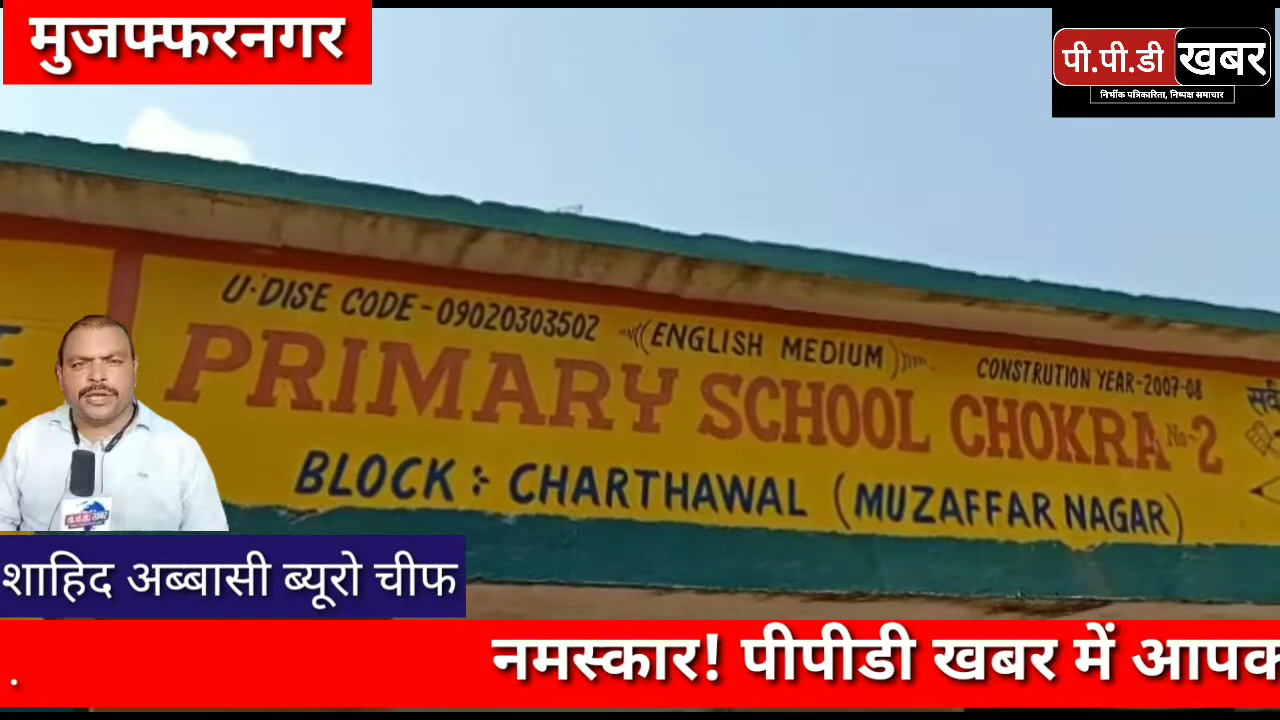 मुजफ्फरनगर
पी.पी.डी खबर
निर्भीक पत्रिकारिता, निष्पक्ष समाचार
U·DISE CODE-09020303502 ((ENGLISH MEDIUM) CONSTRUTION YEAR-2007-08
PRIMARY SCHOOL CHOKRA No-2
BLOCK : CHARTHAWAL (MUZAFFAR NAGAR)
पी.पी.डी खबर
शाहिद अब्बासी ब्यूरो चीफ
. नमस्कार! पीपीडी खबर में आपक